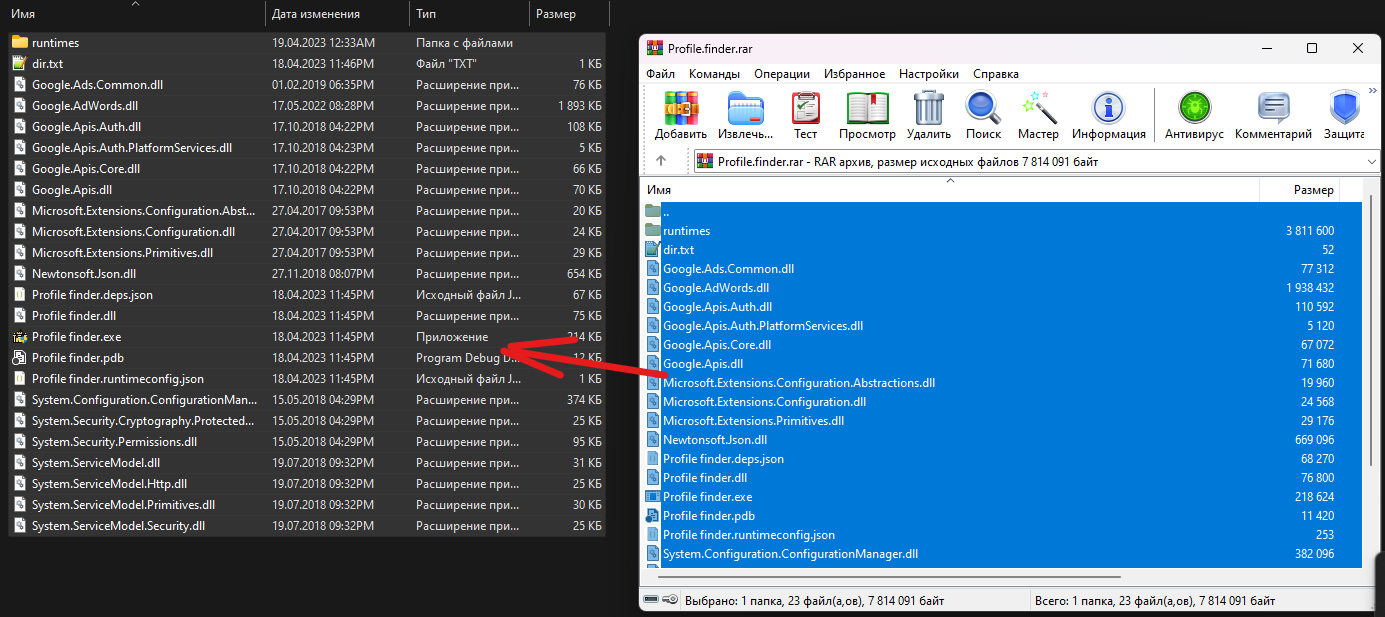 Имя Дата изменения Тип Размер
runtimes 19.04.2023 12:33AM Папка с файлами
dir.txt 18.04.2023 11:46PM Файл "TXT" 1 КБ
Google.Ads.Common.dll 01.02.2019 06:35PM Расширение при... 76 КБ
Google.AdWords.dll 17.05.2022 08:28PM Расширение при... 1 893 КБ
Google.Apis.Auth.dll 17.10.2018 04:22PM Расширение при... 108 КБ
Google.Apis.Auth.PlatformServices.dll 17.10.2018 04:23PM Расширение при... 5 КБ
Google.Apis.Core.dll 17.10.2018 04:22PM Расширение при... 66 КБ
Google.Apis.dll 17.10.2018 04:22PM Расширение при... 70 КБ
Microsoft.Extensions.Configuration.Abst... 27.04.2017 09:53PM Расширение при... 20 КБ
Microsoft.Extensions.Configuration.dll 27.04.2017 09:53PM Расширение при... 24 КБ
Microsoft.Extensions.Primitives.dll 27.04.2017 09:53PM Расширение при... 29 КБ
Newtonsoft.Json.dll 27.11.2018 08:07PM Расширение при... 654 КБ
Profile finder.deps.json 18.04.2023 11:45PM Исходный файл J... 67 КБ
Profile finder.dll 18.04.2023 11:45PM Расширение при... 75 КБ
Profile finder.exe 18.04.2023 11:45PM Приложение 214 КБ
Profile finder.pdb 18.04.2023 11:45PM Program Debug D... 12 КБ
Profile finder.runtimeconfig.json 18.04.2023 11:45PM Исходный файл J... 1 КБ
System.Configuration.ConfigurationMan... 15.05.2018 04:29PM Расширение при... 374 КБ
System.Security.Cryptography.Protected... 15.05.2018 04:29PM Расширение при... 25 КБ
System.Security.Permissions.dll 15.05.2018 04:29PM Расширение при... 95 КБ
System.ServiceModel.dll 19.07.2018 09:32PM Расширение при... 31 КБ
System.ServiceModel.Http.dll 19.07.2018 09:32PM Расширение при... 25 КБ
System.ServiceModel.Primitives.dll 19.07.2018 09:32PM Расширение при... 30 КБ
System.ServiceModel.Security.dll 19.07.2018 09:32PM Расширение при... 25 КБ
Profile.finder.rar
Файл Команды Операции Избранное Настройки Справка
Добавить Извлечь... Тест Просмотр Удалить Поиск Мастер Информация Антивирус Комментарий Защита
Profile.finder.rar - RAR архив, размер исходных файлов 7 814 091 байт
Имя Размер
..
runtimes 3 811 600
dir.txt 52
Google.Ads.Common.dll 77 312
Google.AdWords.dll 1 938 432
Google.Apis.Auth.dll 110 592
Google.Apis.Auth.PlatformServices.dll 5 120
Google.Apis.Core.dll 67 072
Google.Apis.dll 71 680
Microsoft.Extensions.Configuration.Abstractions.dll 19 960
Microsoft.Extensions.Configuration.dll 24 568
Microsoft.Extensions.Primitives.dll 29 176
Newtonsoft.Json.dll 669 096
Profile finder.deps.json 68 270
Profile finder.dll 76 800
Profile finder.exe 218 624
Profile finder.pdb 11 420
Profile finder.runtimeconfig.json 253
System.Configuration.ConfigurationManager.dll 382 096
Выбрано: 1 папка, 23 файл(а,ов), 7 814 091 байт Всего: 1 папка, 23 файл(а,ов), 7 814 091 байт